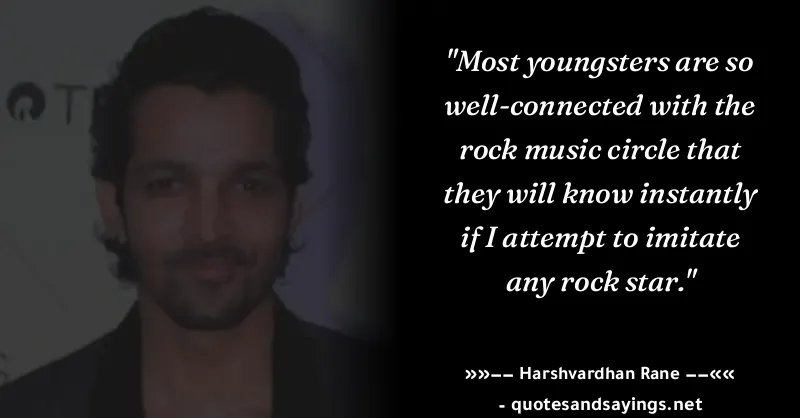 "Most youngsters are so
well-connected with the
rock music circle that
they will know instantly
if I attempt to imitate
any rock star."
»»−− Harshvardhan Rane −−««
- quotesandsayings.net